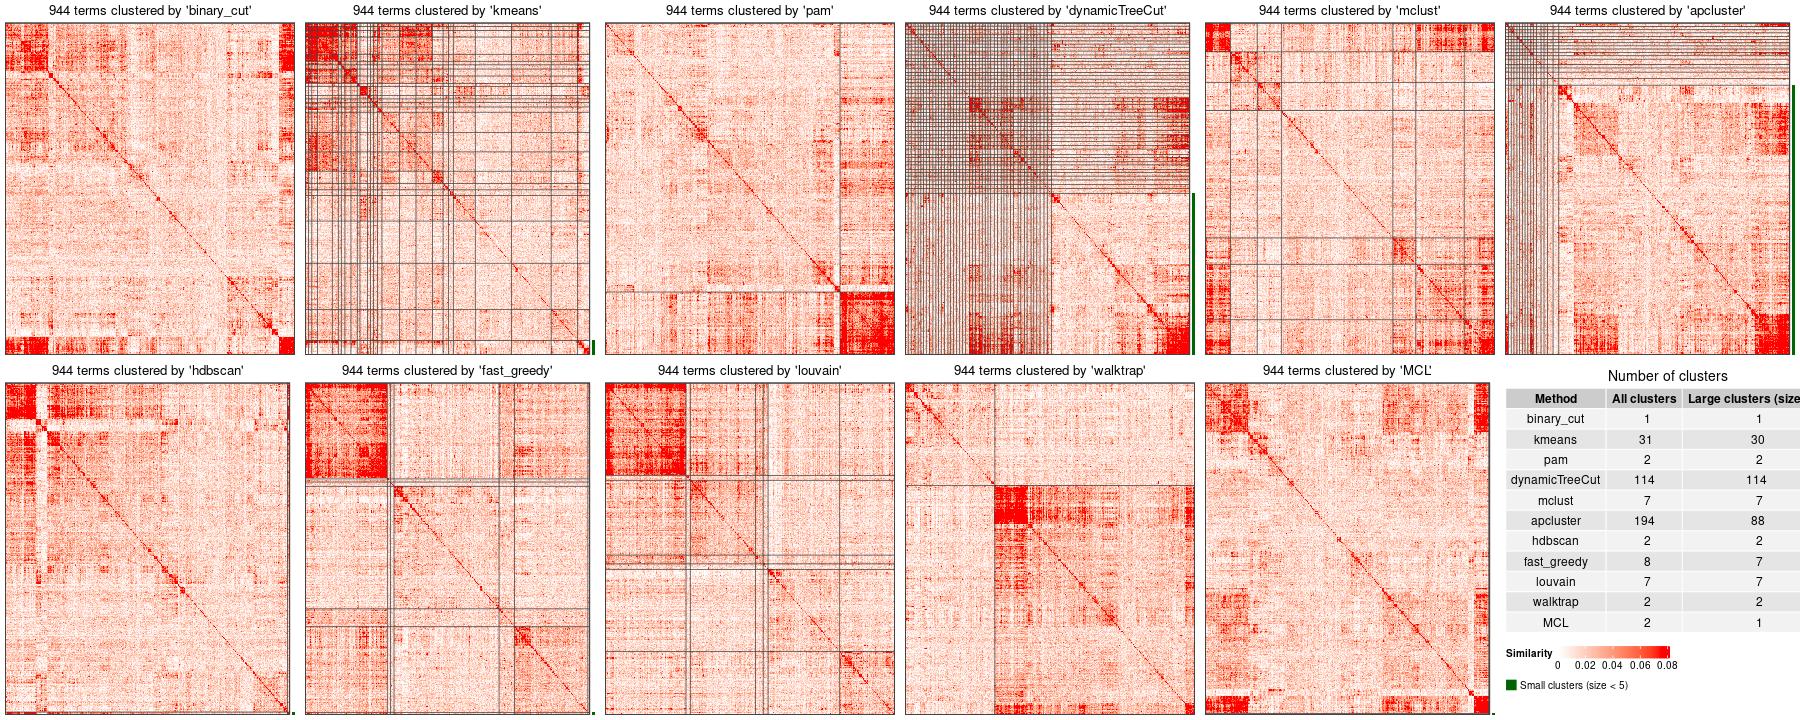 944 terms clustered by 'binary_cut'
944 terms clustered by 'kmeans'
944 terms clustered by 'pam'
944 terms clustered by 'dynamicTreeCut'
944 terms clustered by 'mclust'
944 terms clustered by 'apcluster'
944 terms clustered by 'hdbscan'
944 terms clustered by 'fast_greedy'
944 terms clustered by 'louvain'
944 terms clustered by 'walktrap'
944 terms clustered by 'MCL'
Number of clusters
Method All clusters Large clusters (size
binary_cut 1 1
kmeans 31 30
pam 2 2
dynamicTreeCut 114 114
mclust 7 7
apcluster 194 88
hdbscan 2 2
fast_greedy 8 7
louvain 7 7
walktrap 2 2
MCL 2 1
Similarity
0 0.02 0.04 0.06 0.08
Small clusters (size < 5)